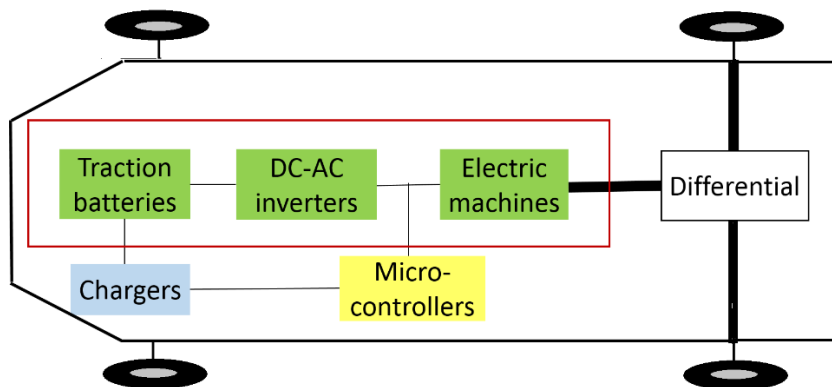 Traction
batteries
DC-AC
inverters
Electric
machines
Differential
Chargers
Micro-
controllers